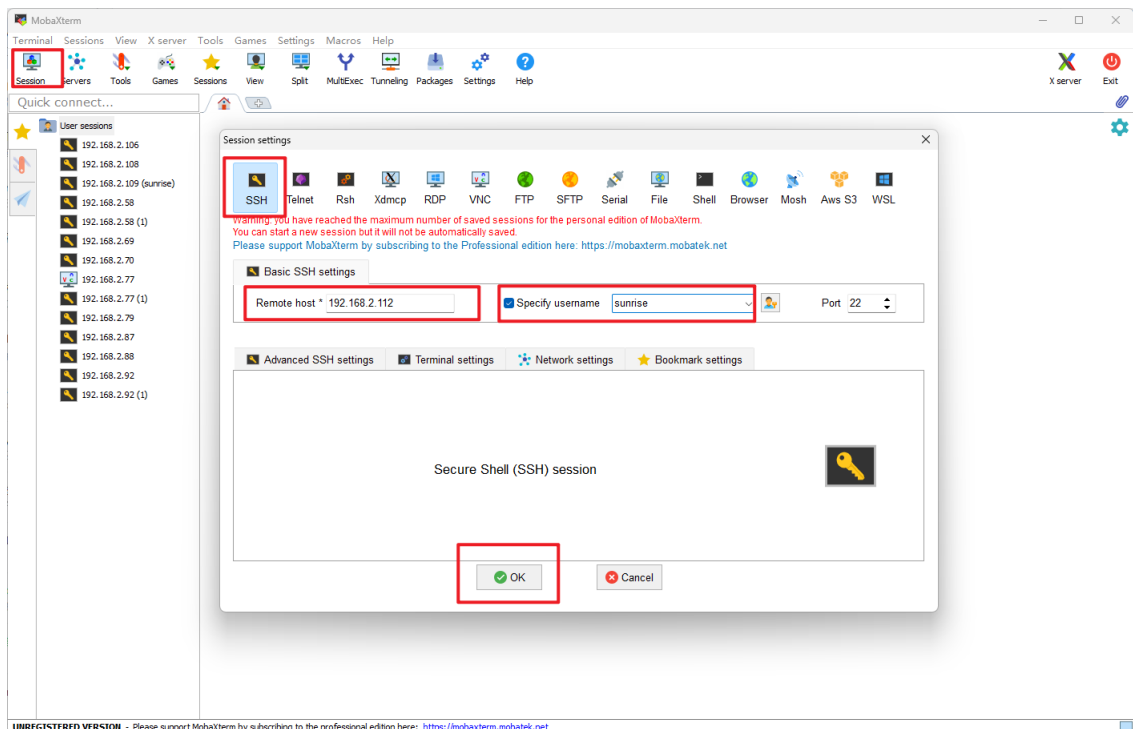 MobaXterm
Terminal Sessions View X server Tools Games Settings Macros Help
Session Servers Tools Games Sessions View Split MultiExec Tunneling Packages Settings Help X server Exit
Quick connect...
User sessions
192.168.2.106
192.168.2.108
192.168.2.109 (sunrise)
192.168.2.58
192.168.2.58 (1)
192.168.2.69
192.168.2.70
192.168.2.77
192.168.2.77 (1)
192.168.2.79
192.168.2.87
192.168.2.88
192.168.2.92
192.168.2.92 (1)
Session settings
SSH Telnet Rsh Xdmcp RDP VNC FTP SFTP Serial File Shell Browser Mosh Aws S3 WSL
Warning: you have reached the maximum number of saved sessions for the personal edition of MobaXterm.
You can start a new session but it will not be automatically saved.
Please support MobaXterm by subscribing to the Professional edition here: https://mobaxterm.mobatek.net
Basic SSH settings
Remote host * 192.168.2.112 Specify username sunrise Port 22
Advanced SSH settings Terminal settings Network settings Bookmark settings
Secure Shell (SSH) session
OK Cancel
UNREGISTERED VERSION - Please support MobaXterm by subscribing to the professional edition here: https://mobaxterm.mobatek.net